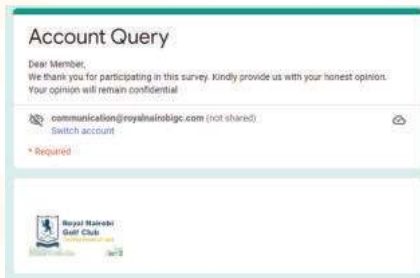 Account Query
Dear Member,
We thank you for participating in this survey. Kindly provide us with your honest opinion.
Your opinion will remain confidential
communication@royalnairobigc.com (not shared)
Switch account
* Required
Royal Nairobi
Golf Club